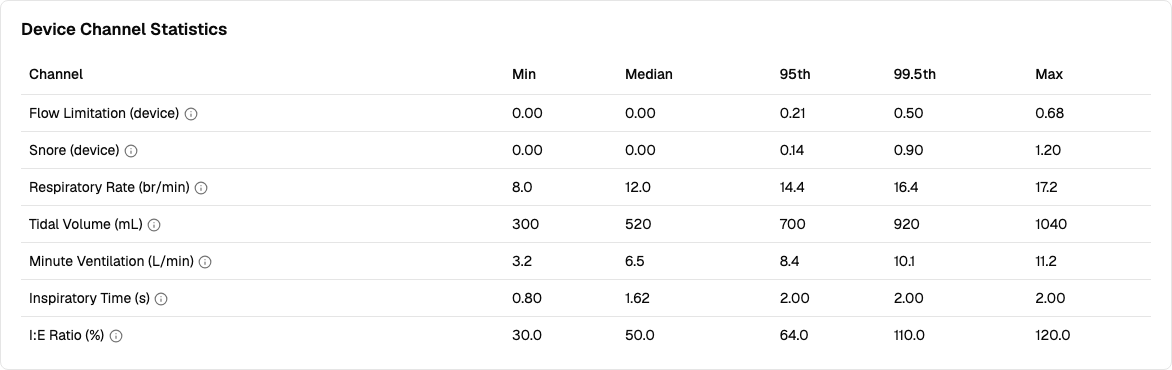 Device Channel Statistics
Channel Min Median 95th 99.5th Max
Flow Limitation (device) 0.00 0.00 0.21 0.50 0.68
Snore (device) 0.00 0.00 0.14 0.90 1.20
Respiratory Rate (br/min) 8.0 12.0 14.4 16.4 17.2
Tidal Volume (mL) 300 520 700 920 1040
Minute Ventilation (L/min) 3.2 6.5 8.4 10.1 11.2
Inspiratory Time (s) 0.80 1.62 2.00 2.00 2.00
I:E Ratio (%) 30.0 50.0 64.0 110.0 120.0